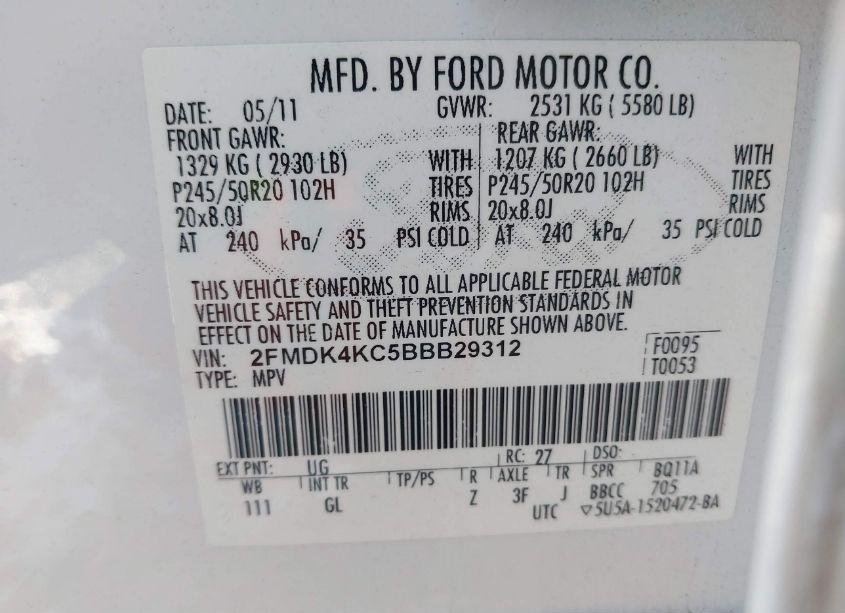 MFD. BY FORD MOTOR CO.
DATE: 05/11 GVWR: 2531 KG ( 5580 LB)
FRONT GAWR: REAR GAWR:
1329 KG ( 2930 LB) WITH 1207 KG ( 2660 LB) WITH
P245/50R20 102H TIRES P245/50R20 102H TIRES
20x8.0J RIMS 20x8.0J RIMS
AT 240 kPa/ 35 PSI COLD AT 240 kPa/ 35 PSI COLD
THIS VEHICLE CONFORMS TO ALL APPLICABLE FEDERAL MOTOR
VEHICLE SAFETY AND THEFT PREVENTION STANDARDS IN
EFFECT ON THE DATE OF MANUFACTURE SHOWN ABOVE.
VIN: 2FMDK4KC5BBB29312 F0095
TYPE: MPV T0053
EXT PNT: UG RC: 27 DSO:
WB INT TR TP/PS R AXLE TR SPR BQ11A
111 GL Z 3F J BBCC 705
UTC ▽5U5A-1520472-BA